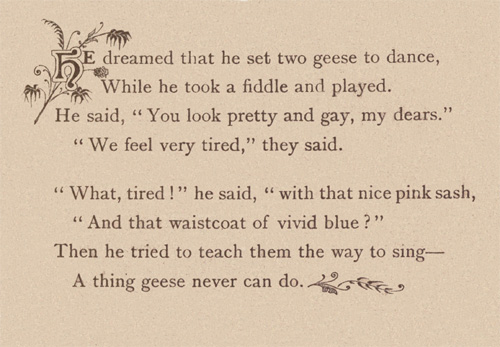 He dreamed that he set two geese to dance,
While he took a fiddle and played.
He said, “ You look pretty and gay, my dears.”
“ We feel very tired,” they said.
“ What, tired ! ” he said, “ with that nice pink sash,
“ And that waistcoat of vivid blue ? ”
Then he tried to teach them the way to sing—
A thing geese never can do.